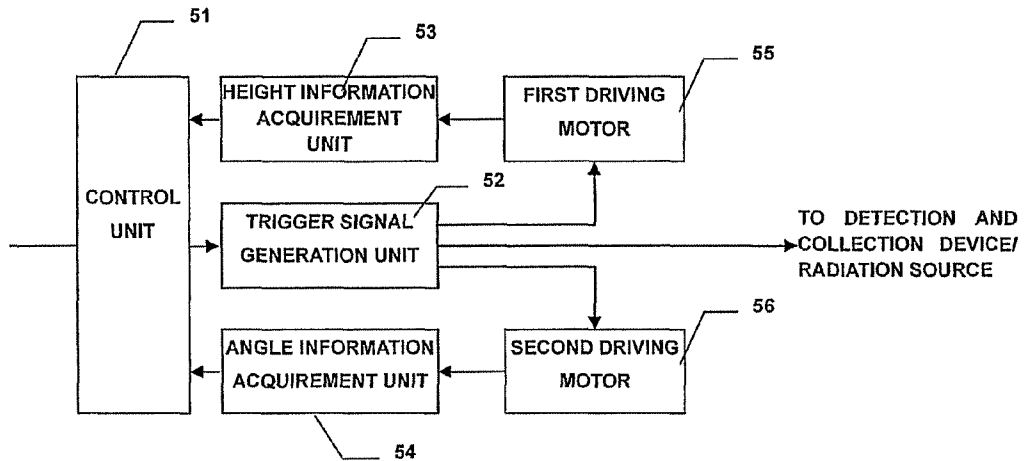 51
53
55
HEIGHT INFORMATION
ACQUIREMENT
UNIT
FIRST DRIVING
MOTOR
CONTROL
UNIT
52
TRIGGER SIGNAL
GENERATION UNIT
TO DETECTION AND
COLLECTION DEVICE/
RADIATION SOURCE
56
ANGLE INFORMATION
ACQUIREMENT UNIT
SECOND DRIVING
MOTOR
54